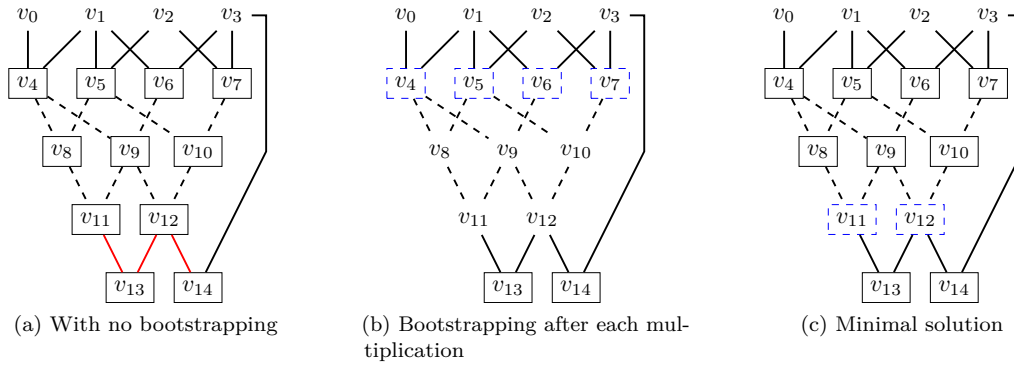 v₀ v₁ v₂ v₃
v₄ v₅ v₆ v₇
v₈ v₉ v₁₀
v₁₁ v₁₂
v₁₃ v₁₄
(a) With no bootstrapping
v₀ v₁ v₂ v₃
v₄ v₅ v₆ v₇
v₈ v₉ v₁₀
v₁₁ v₁₂
v₁₃ v₁₄
(b) Bootstrapping after each mul-
tiplication
v₀ v₁ v₂ v₃
v₄ v₅ v₆ v₇
v₈ v₉ v₁₀
v₁₁ v₁₂
v₁₃ v₁₄
(c) Minimal solution